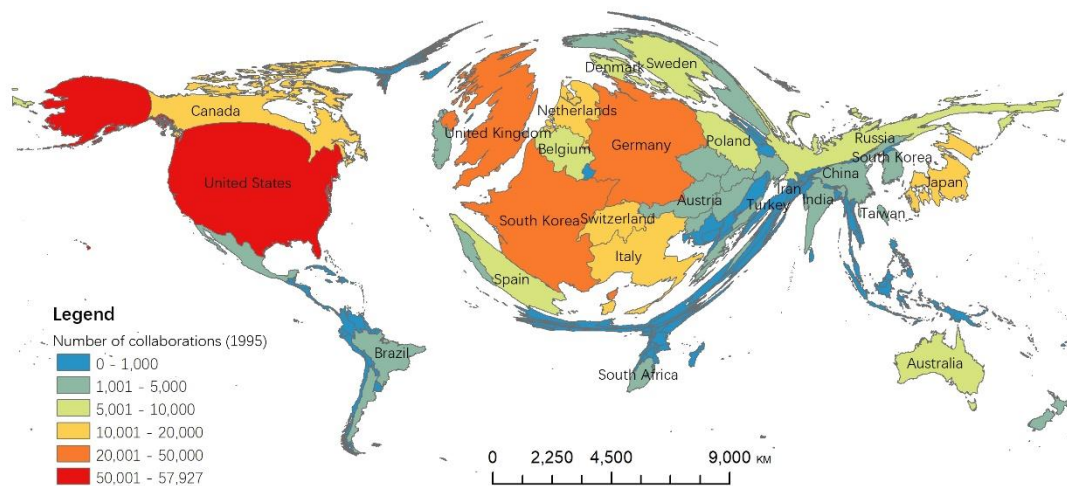 Sweden
Denmark
Canada
Netherlands
United Kingdom
Germany
Belgium
Poland
Russia
South Korea
China
United States
Iran
India
Japan
Austria
Turkey
Taiwan
South Korea
Switzerland
Italy
Spain
Brazil
South Africa
Australia
Legend
Number of collaborations (1995)
0 - 1,000
1,001 - 5,000
5,001 - 10,000
10,001 - 20,000
20,001 - 50,000
50,001 - 57,927
0 2,250 4,500 9,000 KM